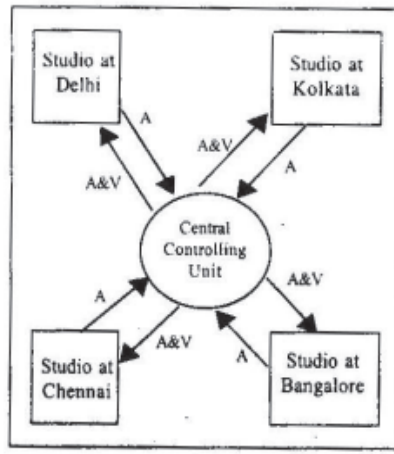 Studio at
Delhi
Studio at
Kolkata
A
A&V
A&V
A
Central
Controlling
Unit
A
A&V
A&V
A
Studio at
Chennai
Studio at
Bangalore